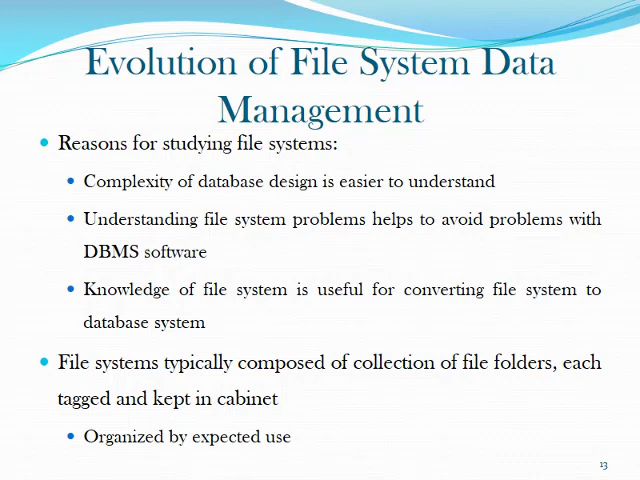 Evolution of File System Data
Management
• Reasons for studying file systems:
• Complexity of database design is easier to understand
• Understanding file system problems helps to avoid problems with
DBMS software
• Knowledge of file system is useful for converting file system to
database system
• File systems typically composed of collection of file folders, each
tagged and kept in cabinet
• Organized by expected use
13